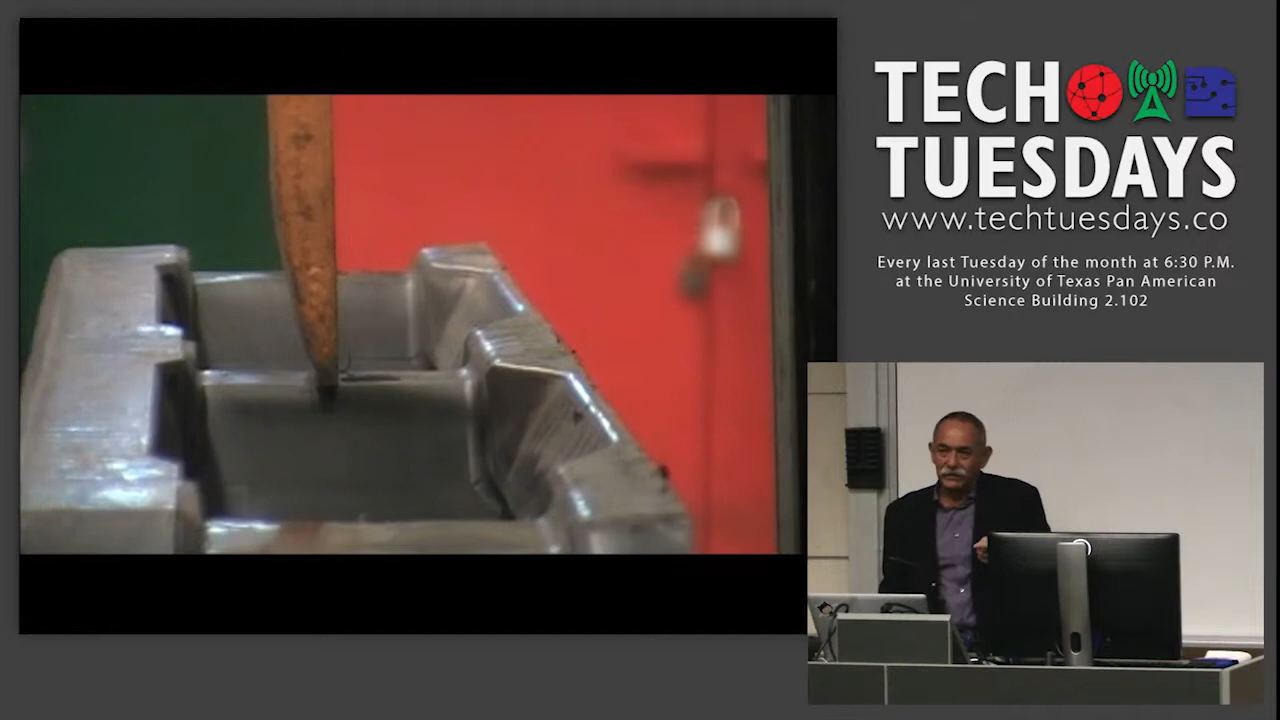 TECH
TUESDAYS
www.techtuesdays.co
Every last Tuesday of the month at 6:30 P.M.
at the University of Texas Pan American
Science Building 2.102